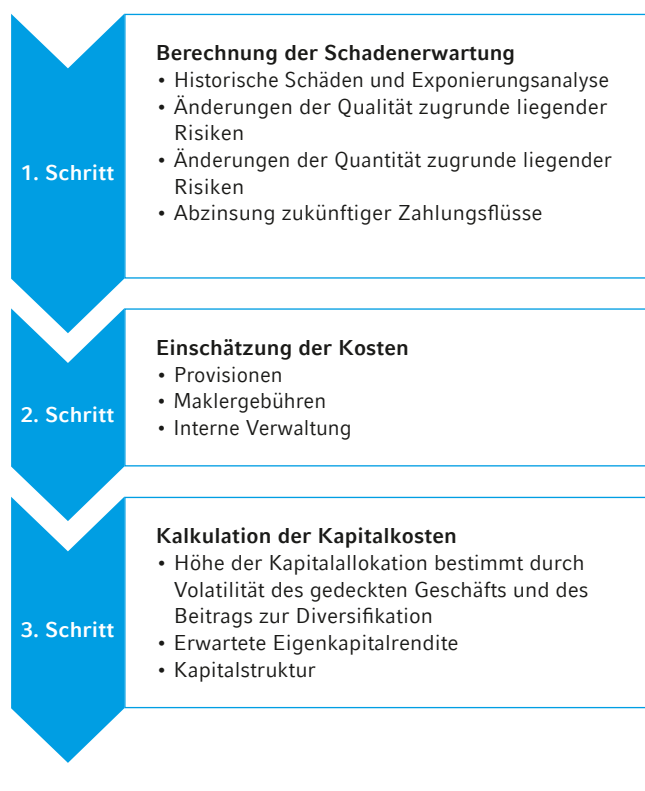 1. Schritt
Berechnung der Schadenerwartung
• Historische Schäden und Exponierungsanalyse
• Änderungen der Qualität zugrunde liegender
Risiken
• Änderungen der Quantität zugrunde liegender
Risiken
• Abzinsung zukünftiger Zahlungsflüsse
2. Schritt
Einschätzung der Kosten
• Provisionen
• Maklergebühren
• Interne Verwaltung
3. Schritt
Kalkulation der Kapitalkosten
• Höhe der Kapitalallokation bestimmt durch
Volatilität des gedeckten Geschäfts und des
Beitrags zur Diversifikation
• Erwartete Eigenkapitalrendite
• Kapitalstruktur